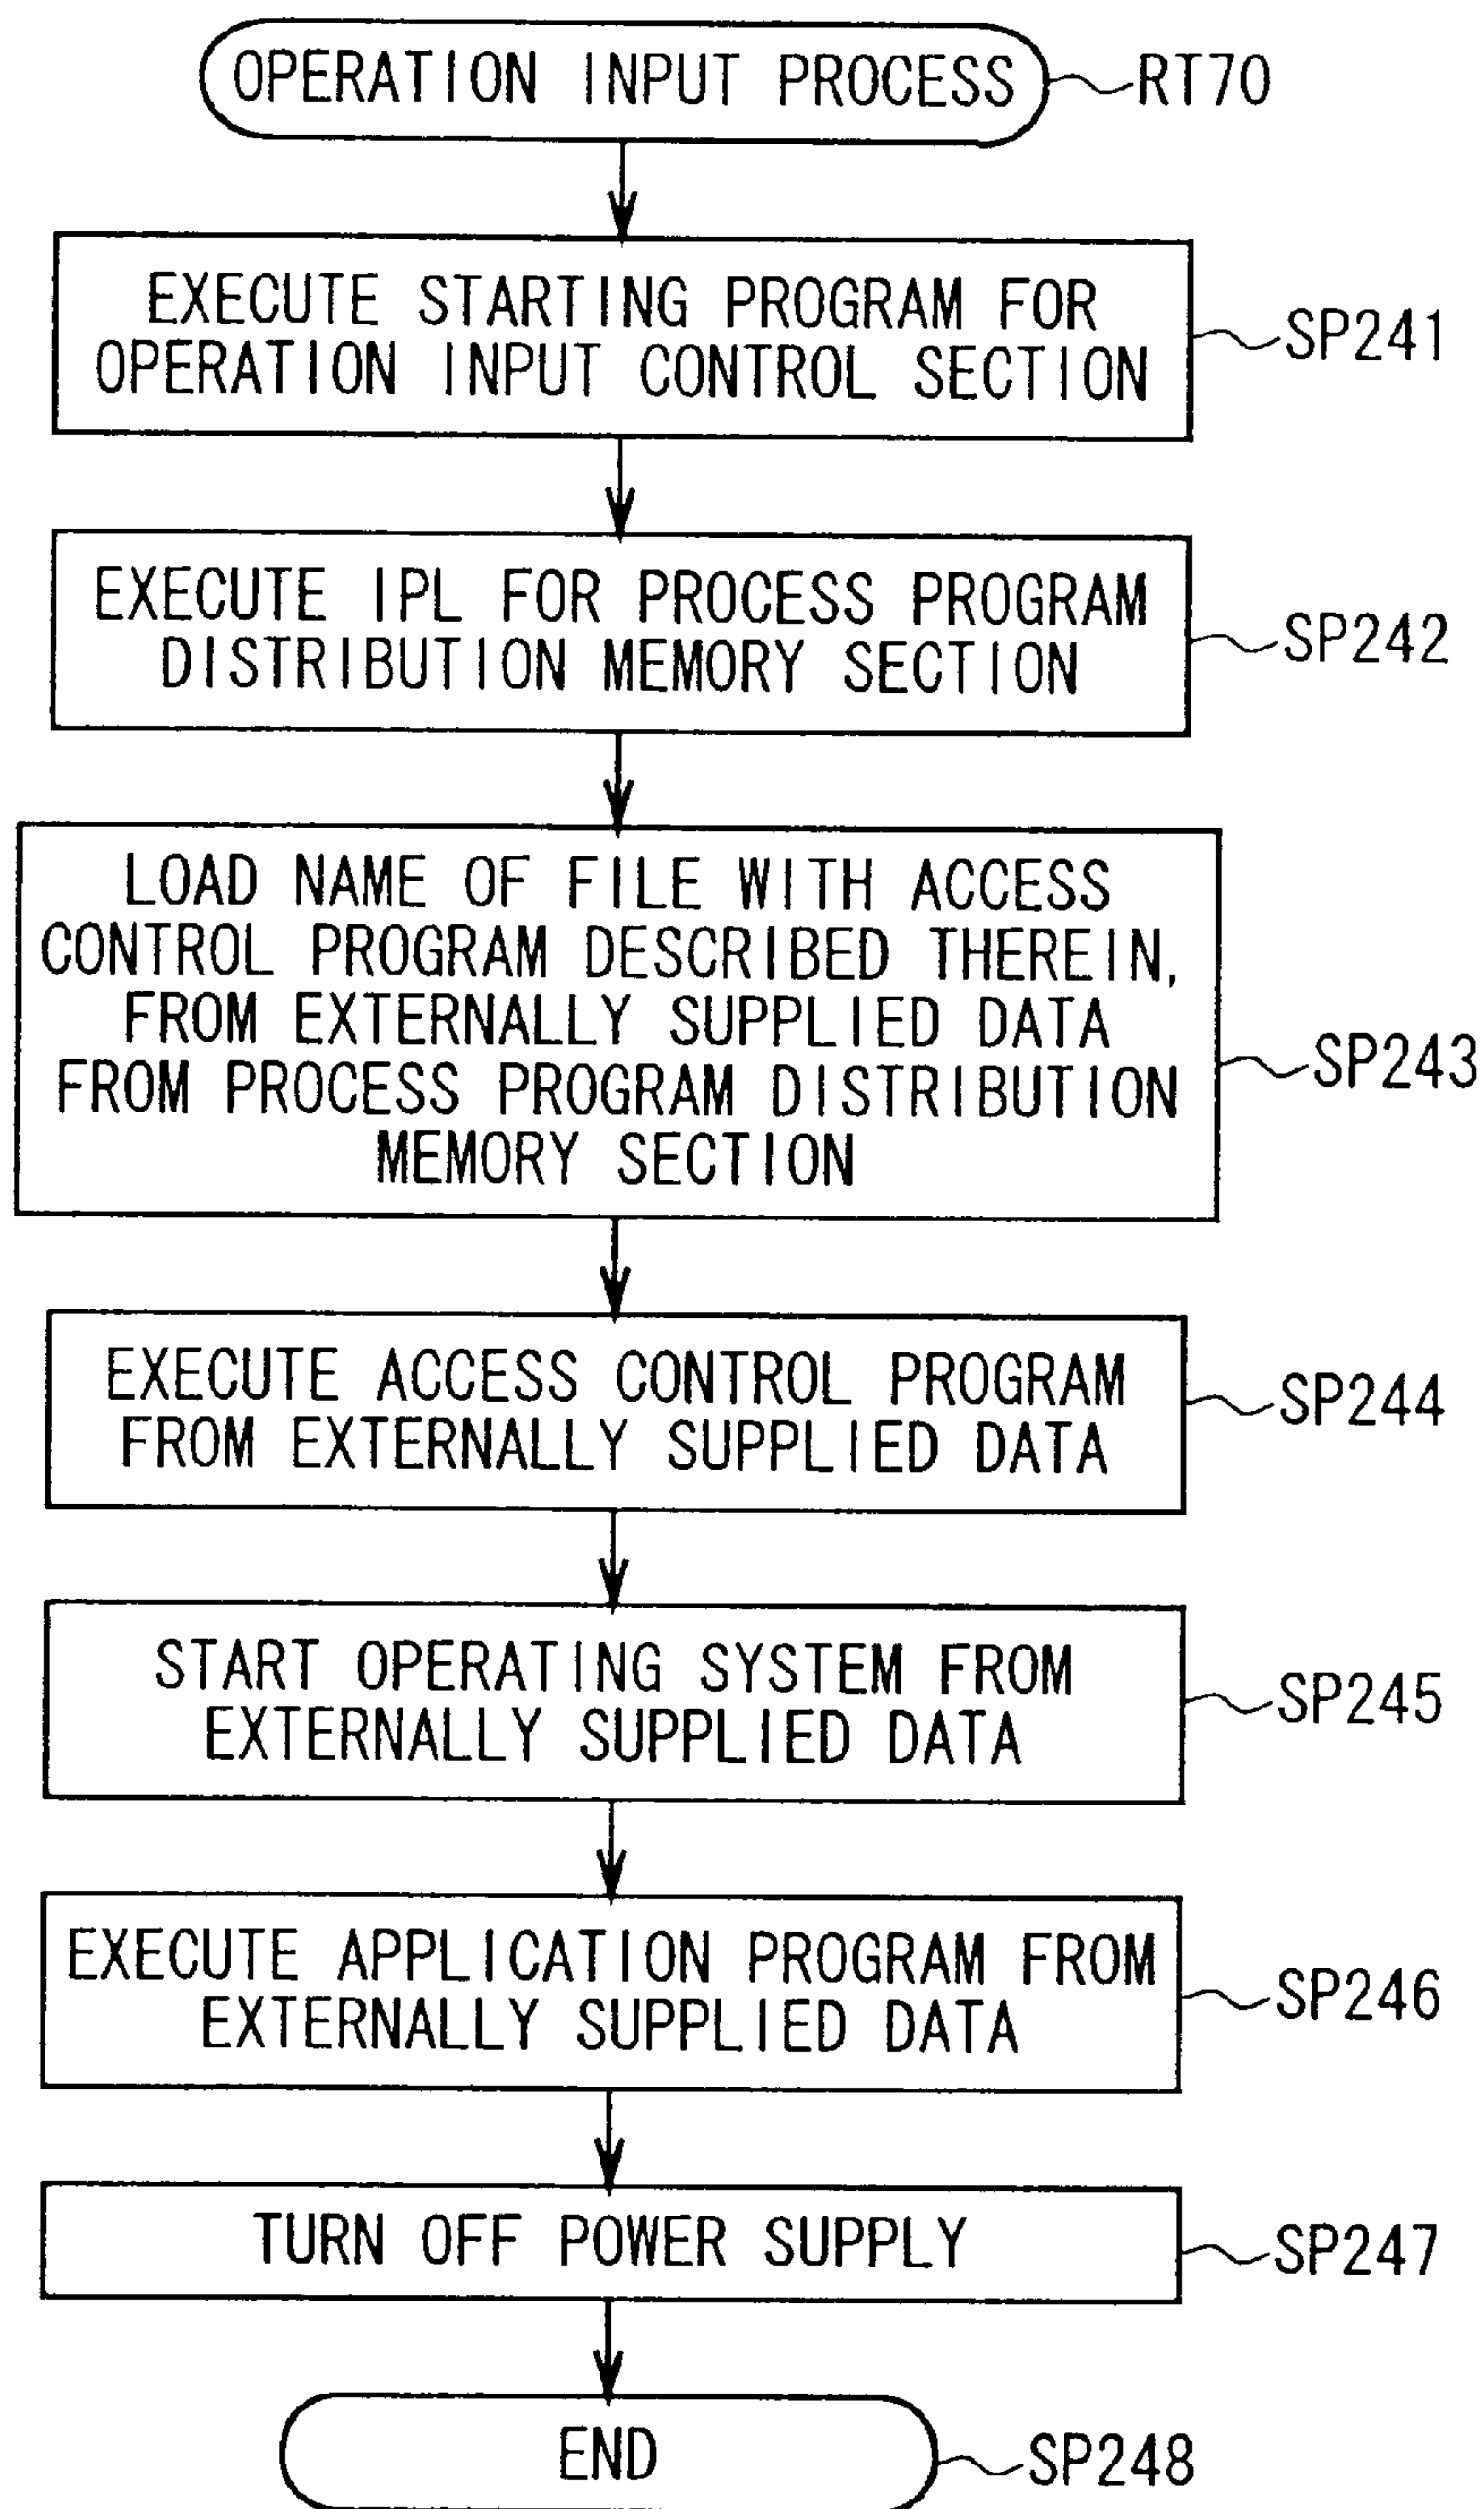 OPERATION INPUT PROCESS
RT70
EXECUTE STARTING PROGRAM FOR
OPERATION INPUT CONTROL SECTION
SP241
EXECUTE IPL FOR PROCESS PROGRAM
DISTRIBUTION MEMORY SECTION
SP242
LOAD NAME OF FILE WITH ACCESS
CONTROL PROGRAM DESCRIBED THEREIN,
FROM EXTERNALLY SUPPLIED DATA
FROM PROCESS PROGRAM DISTRIBUTION
MEMORY SECTION
SP243
EXECUTE ACCESS CONTROL PROGRAM
FROM EXTERNALLY SUPPLIED DATA
SP244
START OPERATING SYSTEM FROM
EXTERNALLY SUPPLIED DATA
SP245
EXECUTE APPLICATION PROGRAM FROM
EXTERNALLY SUPPLIED DATA
SP246
TURN OFF POWER SUPPLY
SP247
END
SP248